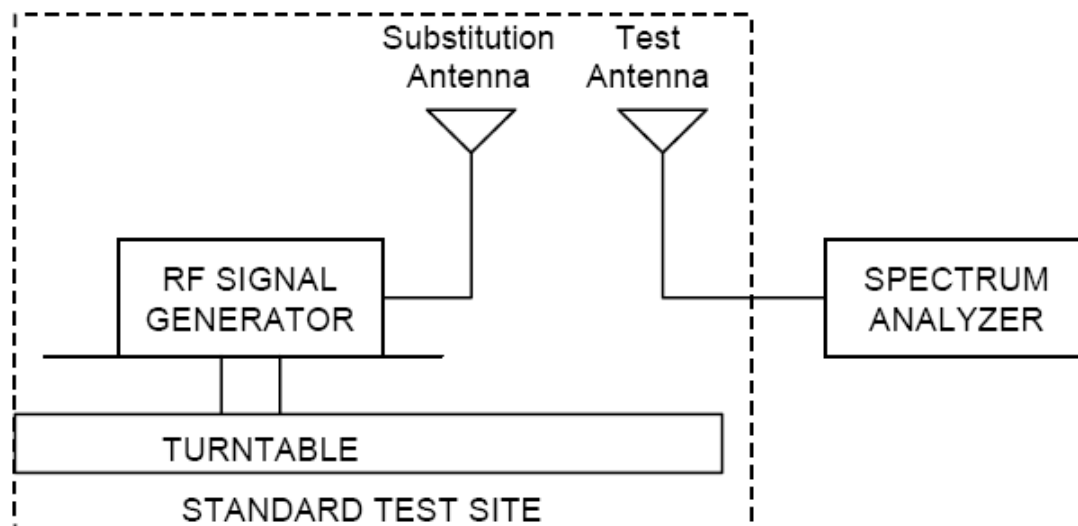 Substitution
Antenna
Test
Antenna
RF SIGNAL
GENERATOR
SPECTRUM
ANALYZER
TURNTABLE
STANDARD TEST SITE